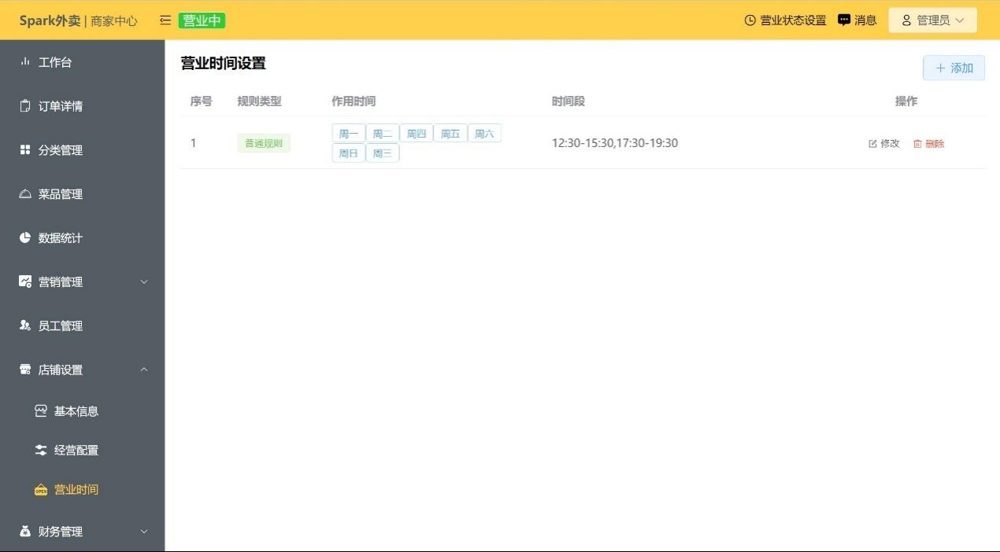 Spark外卖 | 商家中心
营业中
营业状态设置
消息
管理员
工作台
订单详情
分类管理
菜品管理
数据统计
营销管理
员工管理
店铺设置
基本信息
经营配置
OPEN
营业时间
财务管理
营业时间设置
添加
序号 规则类型 作用时间 时间段 操作
1 普通规则 周一 周二 周四 周五 周六 12:30-15:30,17:30-19:30 修改 删除
周日 周三